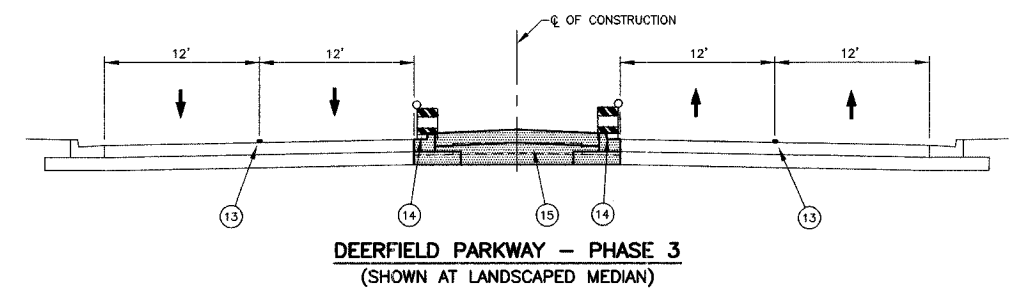 ℄ OF CONSTRUCTION
12' 12' 12' 12'
13 14 15 14 13
DEERFIELD PARKWAY – PHASE 3
(SHOWN AT LANDSCAPED MEDIAN)